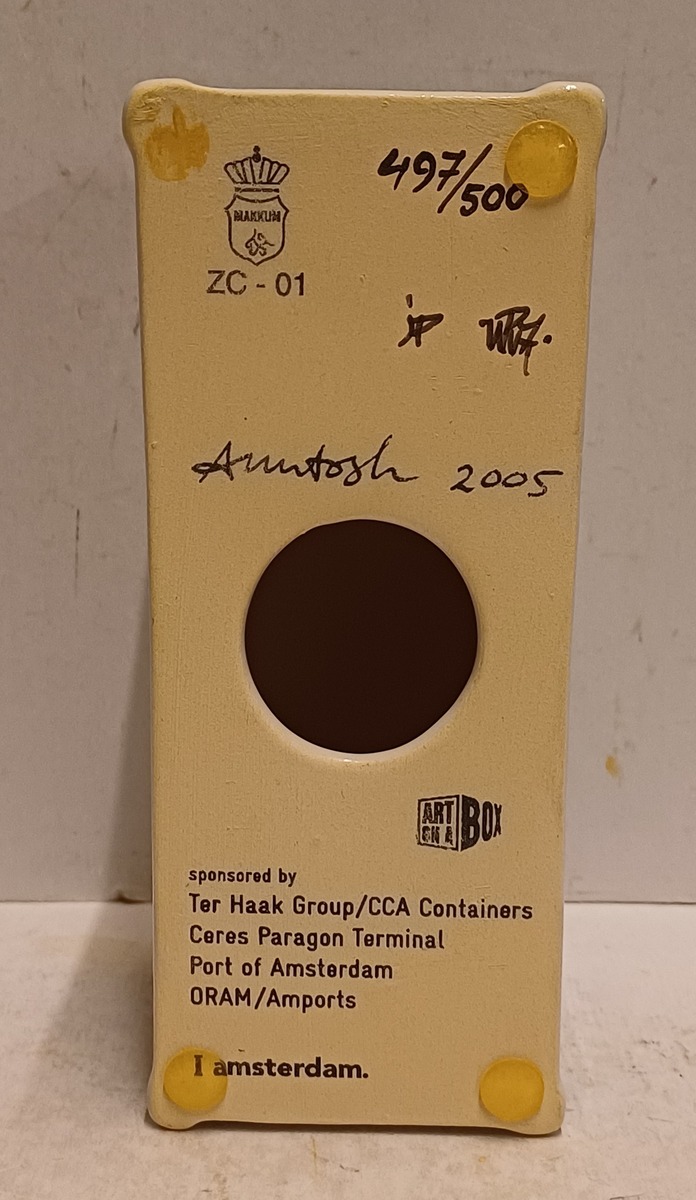 497/500
MAKKUM
ZC - 01
2005
ART
ON A
BOX
sponsored by
Ter Haak Group/CCA Containers
Ceres Paragon Terminal
Port of Amsterdam
ORAM/Amports
I amsterdam.